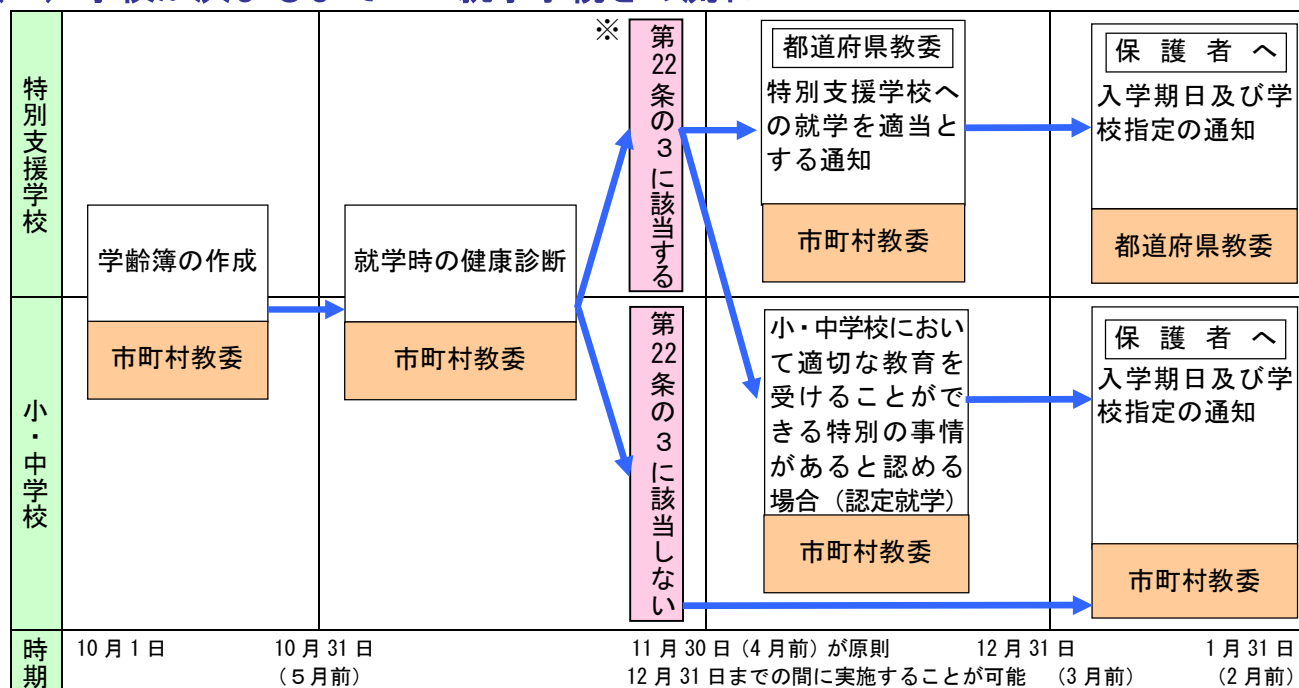 特別支援学校
学齢簿の作成
市町村教委
就学時の健康診断
市町村教委
※
第22条の3に該当する
都道府県教委
特別支援学校へ
の就学を適当と
する通知
市町村教委
保護者へ
入学期日及び学
校指定の通知
都道府県教委
小・中学校
第22条の3に該当しない
小・中学校におい
て適切な教育を
受けることがで
きる特別の事情
があると認める
場合(認定就学)
市町村教委
保護者へ
入学期日及び学
校指定の通知
市町村教委
時期
10月1日
10月31日
(5月前)
11月30日(4月前)が原則
12月31日までの間に実施することが可能
12月31日
(3月前)
1月31日
(2月前)